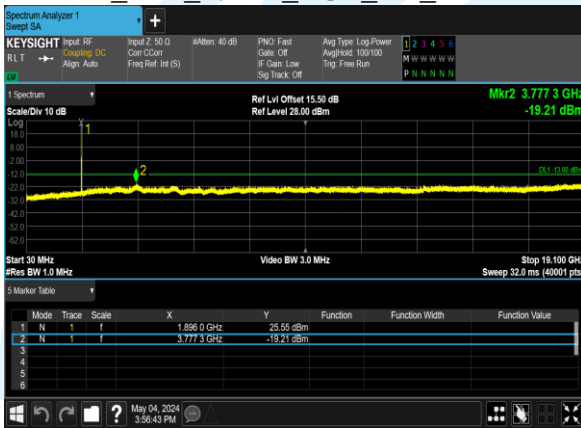 Spectrum Analyzer 1
Swept SA
+
KEYSIGHT Input: RF Input Z: 50 Ω #Atten: 40 dB PNO: Fast Avg Type: Log-Power 1 2 3 4 5 6
RLT Coupling: DC Corr CCorr Gate: Off Avg|Hold: 100/100 M W W W W W
Align: Auto Freq Ref: Int (S) IF Gain: Low Trig: Free Run
Sig Track: Off P N N N N N
LV
1 Spectrum Ref Lvl Offset 15.50 dB Mkr2 3.777 3 GHz
Scale/Div 10 dB Ref Level 28.00 dBm -19.21 dBm
Log
18.0 1
8.00
-2.00
-12.0 2 DL1 -13.00 dBm
-22.0
-32.0
-42.0
-52.0
-62.0
Start 30 MHz Video BW 3.0 MHz Stop 19.100 GHz
#Res BW 1.0 MHz Sweep 32.0 ms (40001 pts
5 Marker Table
Mode Trace Scale X Y Function Function Width Function Value
1 N 1 f 1.896 0 GHz 25.55 dBm
2 N 1 f 3.777 3 GHz -19.21 dBm
3
4
5
6
? May 04, 2024
3:56:43 PM